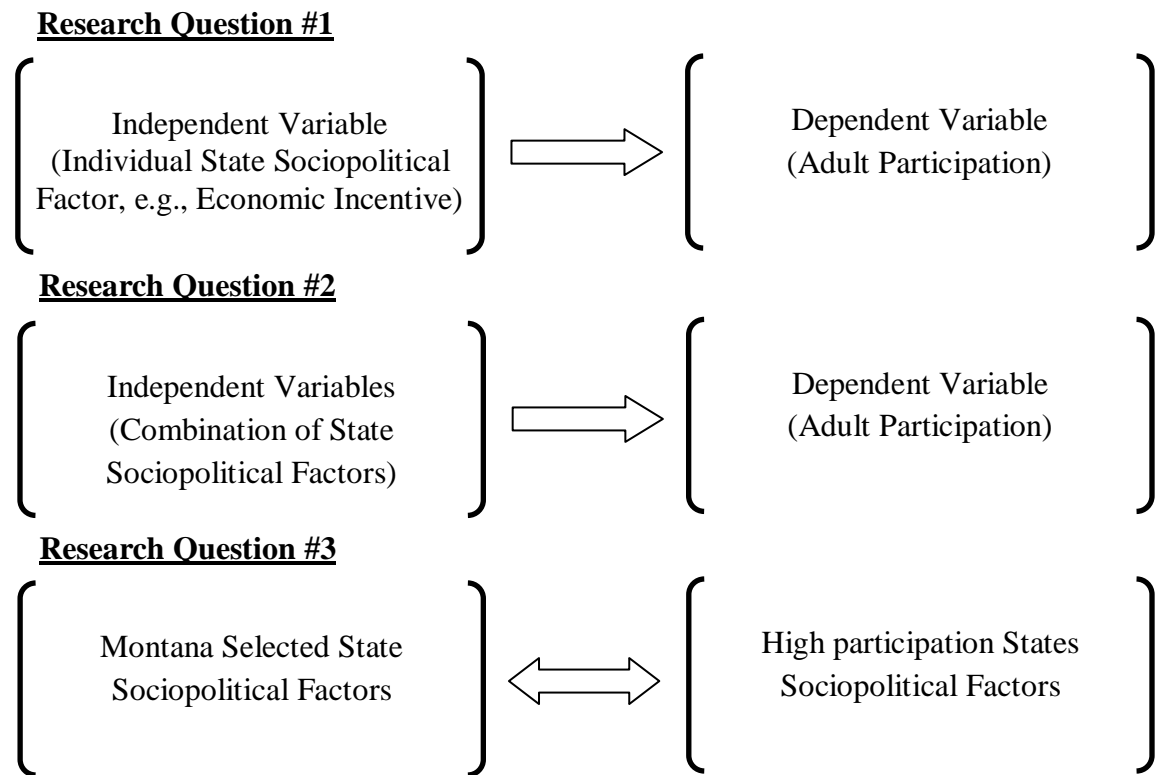 Research Question #1
Independent Variable
(Individual State Sociopolitical
Factor, e.g., Economic Incentive)
Dependent Variable
(Adult Participation)
Research Question #2
Independent Variables
(Combination of State
Sociopolitical Factors)
Dependent Variable
(Adult Participation)
Research Question #3
Montana Selected State
Sociopolitical Factors
High participation States
Sociopolitical Factors